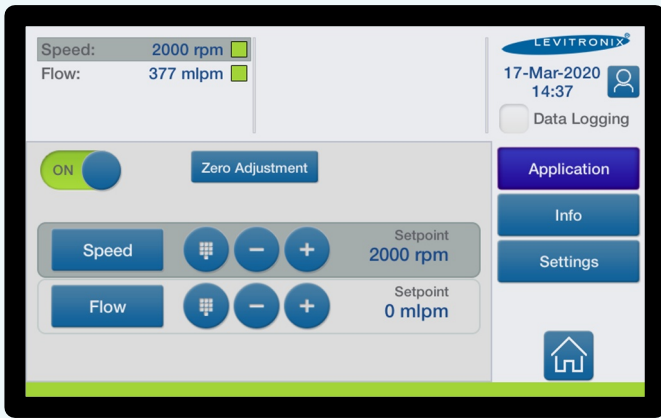 Speed: 2000 rpm
Flow: 377 mlpm
LEVITRONIX
17-Mar-2020
14:37
Data Logging
ON
Zero Adjustment
Application
Info
Settings
Speed
Setpoint
2000 rpm
Flow
Setpoint
0 mlpm